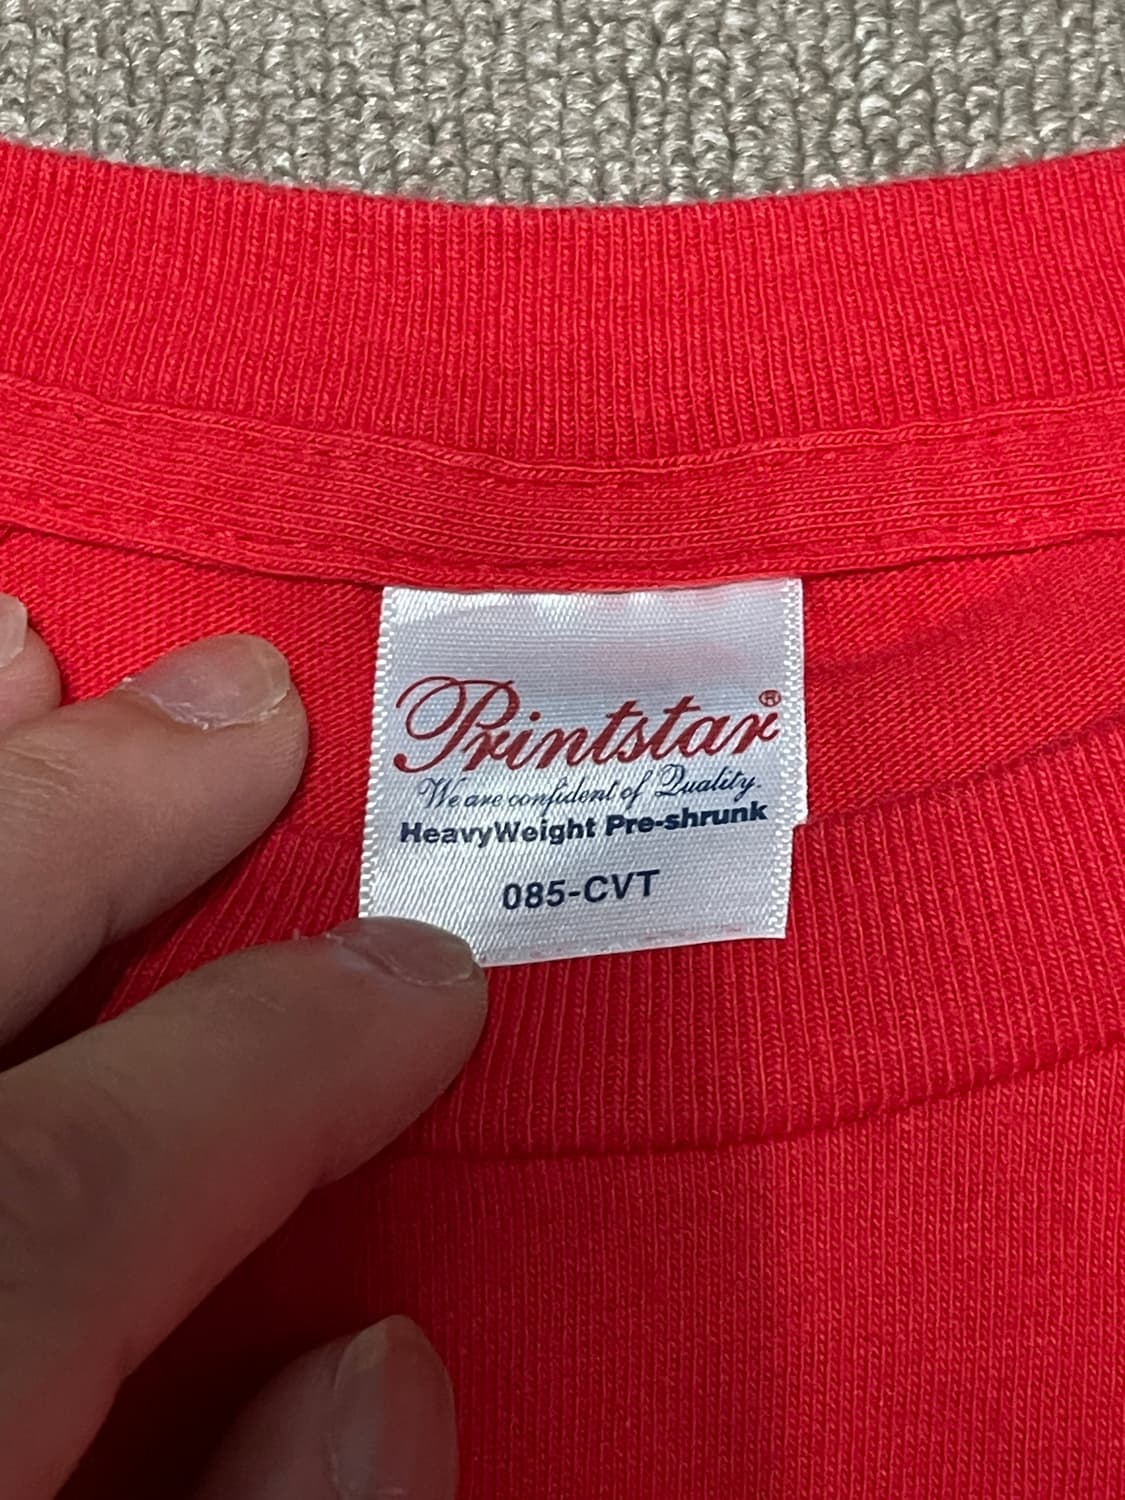 Printstar®
We are confident of Quality.
HeavyWeight Pre-shrunk
085-CVT